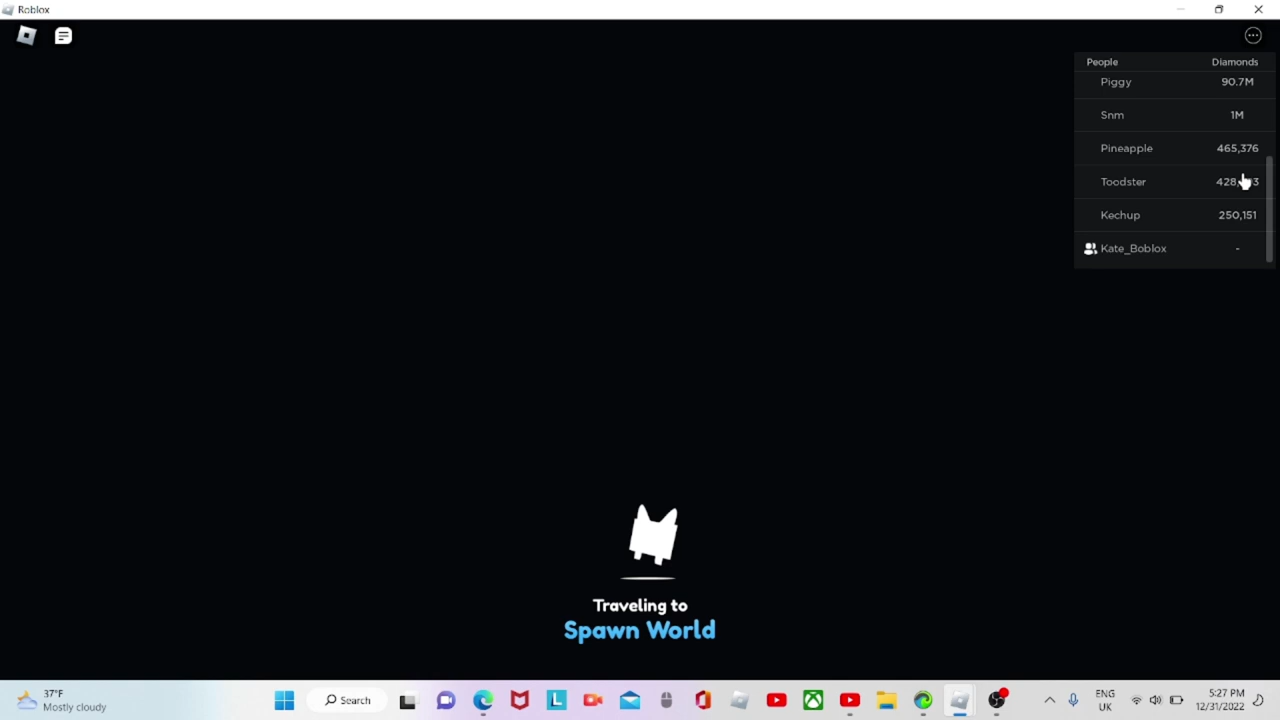 Roblox
People Diamonds
Piggy 90.7M
Snm 1M
Pineapple 465,376
Toodster
Kechup 250,151
Kate_Boblox -
Traveling to
Spawn World
37°F
Mostly cloudy
Search
ENG
UK
5:27 PM
12/31/2022